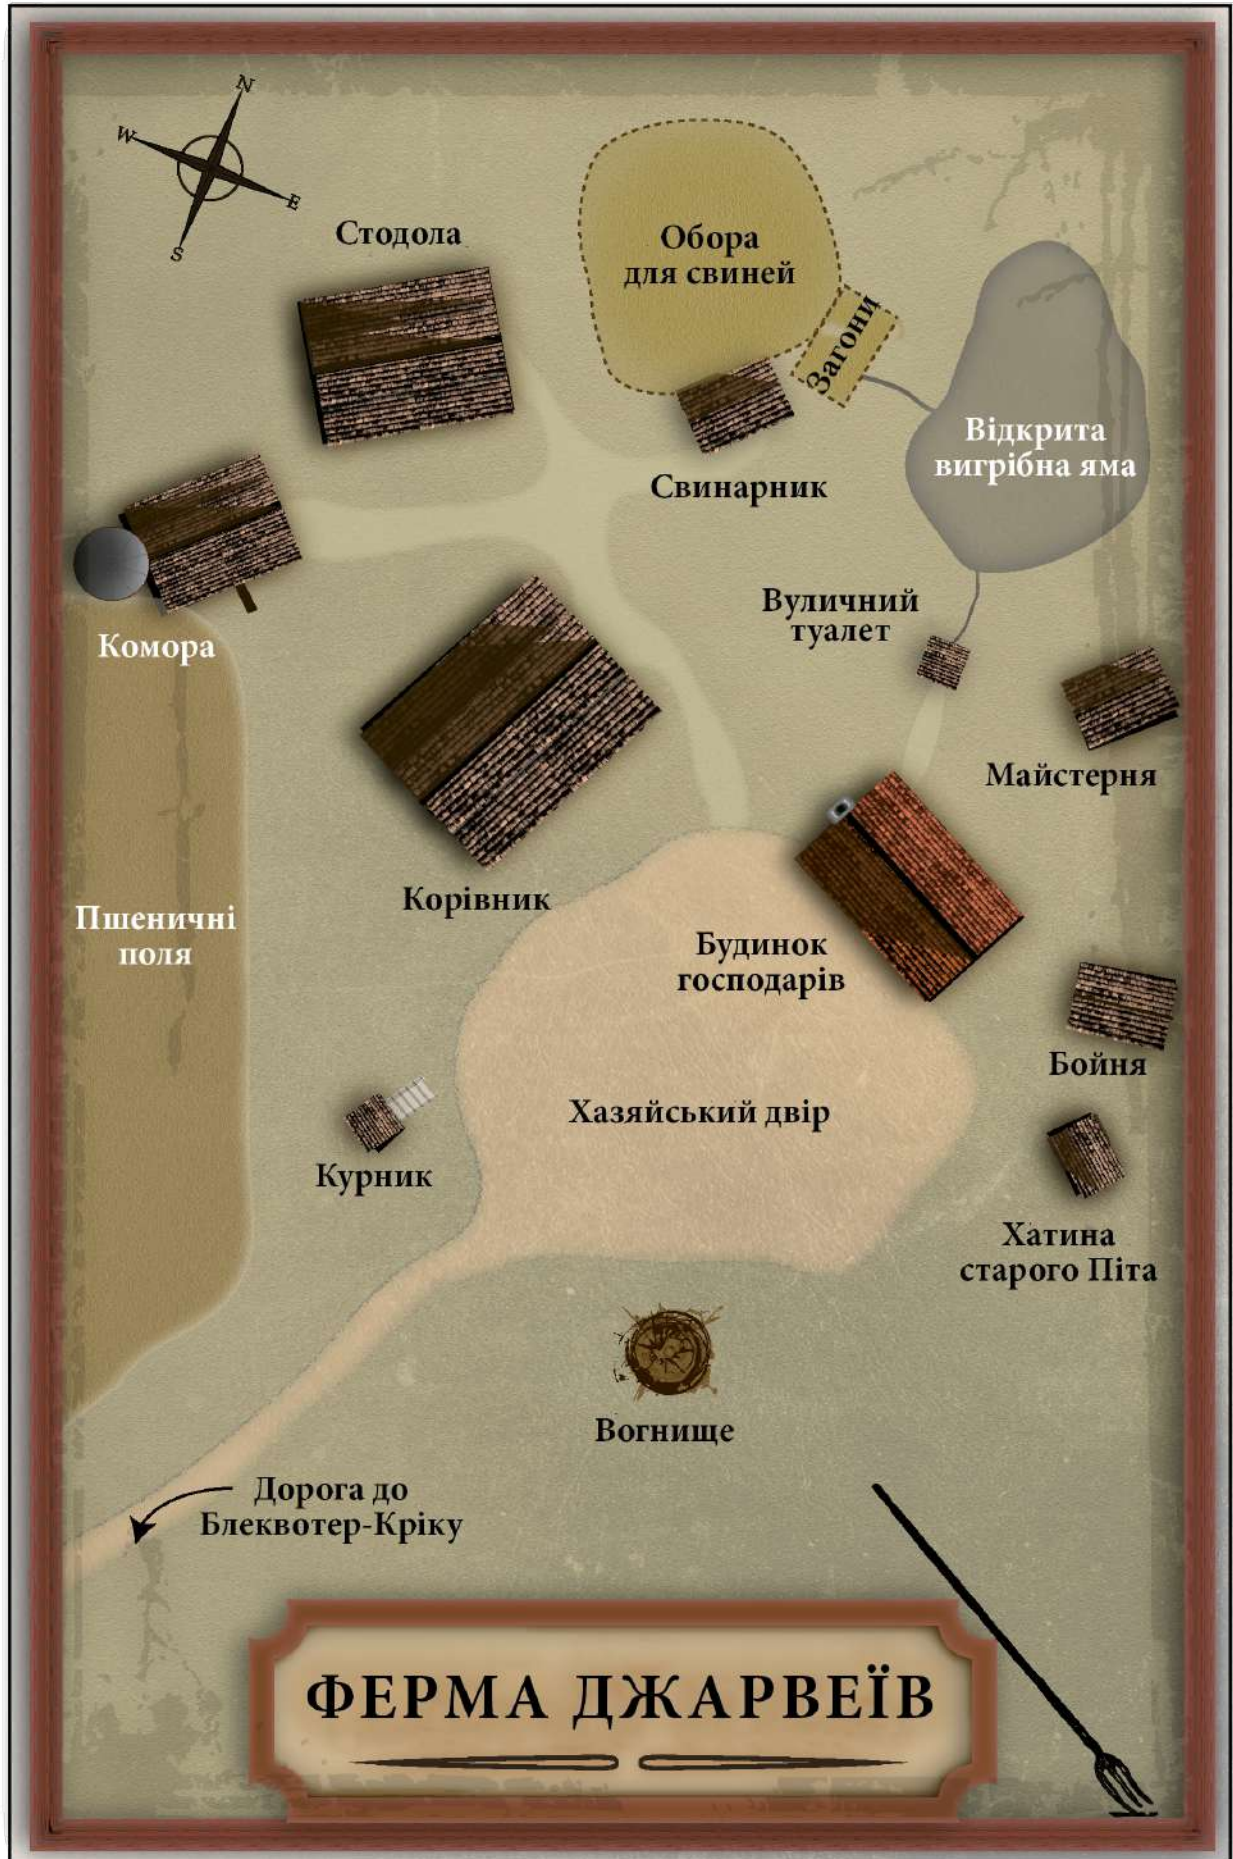 N
W
E
S
Стодола
Обора
для свиней
Загони
Відкрита
вигрібна яма
Свинарник
Вуличний
туалет
Комора
Майстерня
Корівник
Пшеничні
поля
Будинок
господарів
Бойня
Хазяйський двір
Курник
Хатина
старого Піта
Вогнище
Дорога до
Блеквотер-Кріку
ФЕРМА ДЖАРВЕЇВ